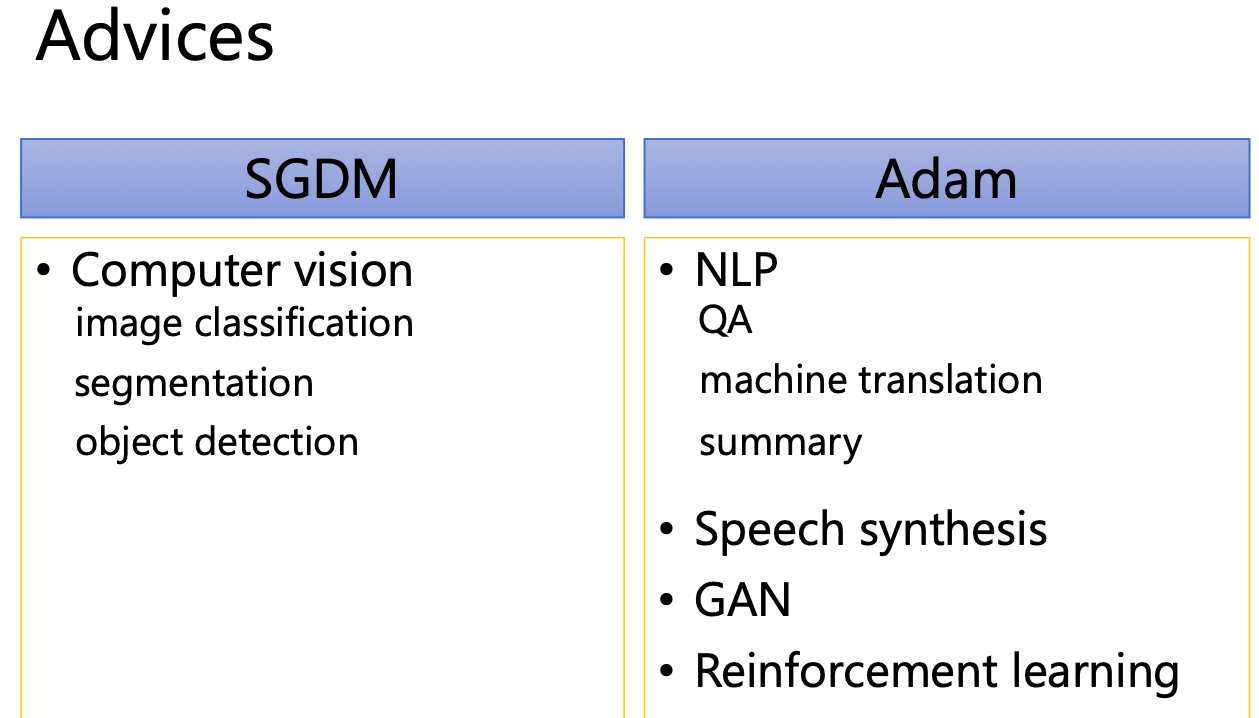 Advices
SGDM
• Computer vision
image classification
segmentation
object detection
Adam
• NLP
QA
machine translation
summary
• Speech synthesis
• GAN
• Reinforcement learning